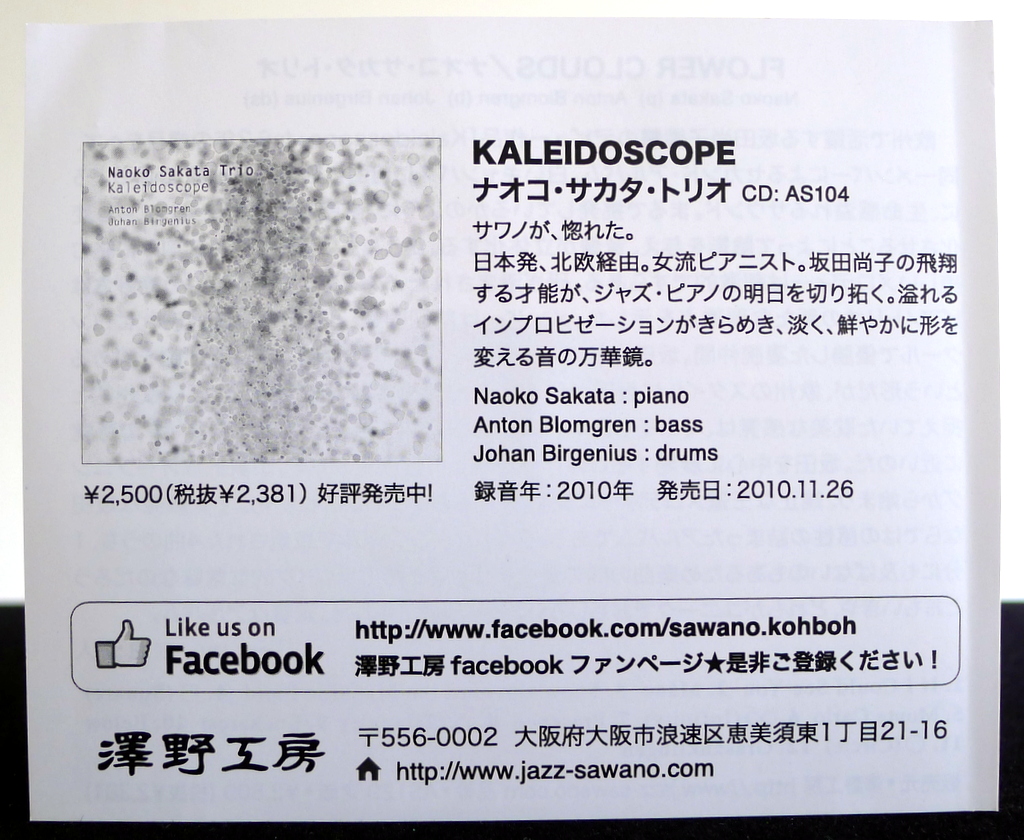 Naoko Sakata Trio
Kaleidoscope
Anton Blomgren
Johan Birgenius
KALEIDOSCOPE
ナオコ・サカタ・トリオ CD: AS104
サワノが、惚れた。
日本発、北欧経由。女流ピアニスト。坂田尚子の飛翔
する才能が、ジャズ・ピアノの明日を切り拓く。溢れる
インプロビゼーションがきらめき、淡く、鮮やかに形を
変える音の万華鏡。
Naoko Sakata : piano
Anton Blomgren : bass
Johan Birgenius : drums
録音年：2010年 発売日：2010.11.26
¥2,500(税抜¥2,381) 好評発売中!
Like us on
Facebook
http://www.facebook.com/sawano.kohboh
澤野工房 facebook ファンページ★是非ご登録ください！
澤野工房
〒556-0002 大阪府大阪市浪速区恵美須東1丁目21-16
http://www.jazz-sawano.com